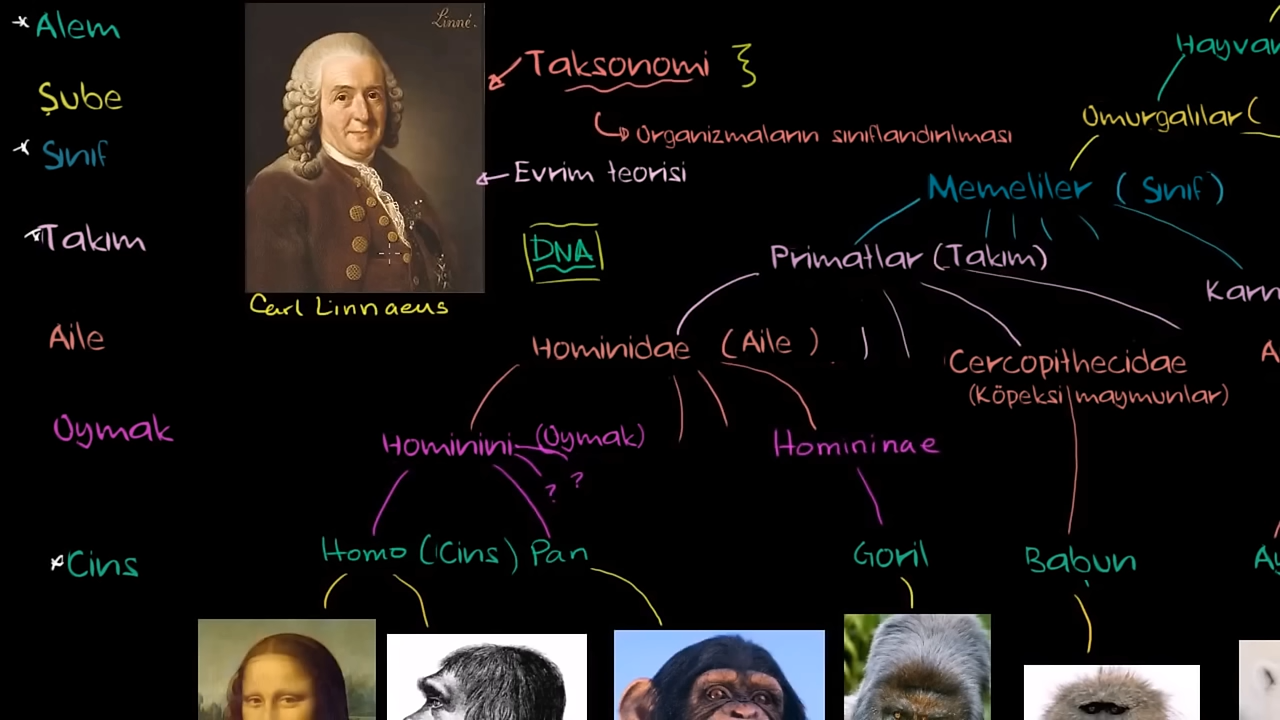 Alem
Şube
Sınıf
Takım
Aile
Oymak
Cins
Linné.
Carl Linnaeus
Taksonomi }
Organizmaların sınıflandırılması
Evrim teorisi
DNA
Omurgalılar (
Memeliler (Sınıf)
Primatlar (Takım)
Hominidae (Aile)
Cercopithecidae
(Köpeksi maymunlar)
Hominini (Oymak)
? ?
Homininae
Homo (Cins) Pan
Goril
Babun